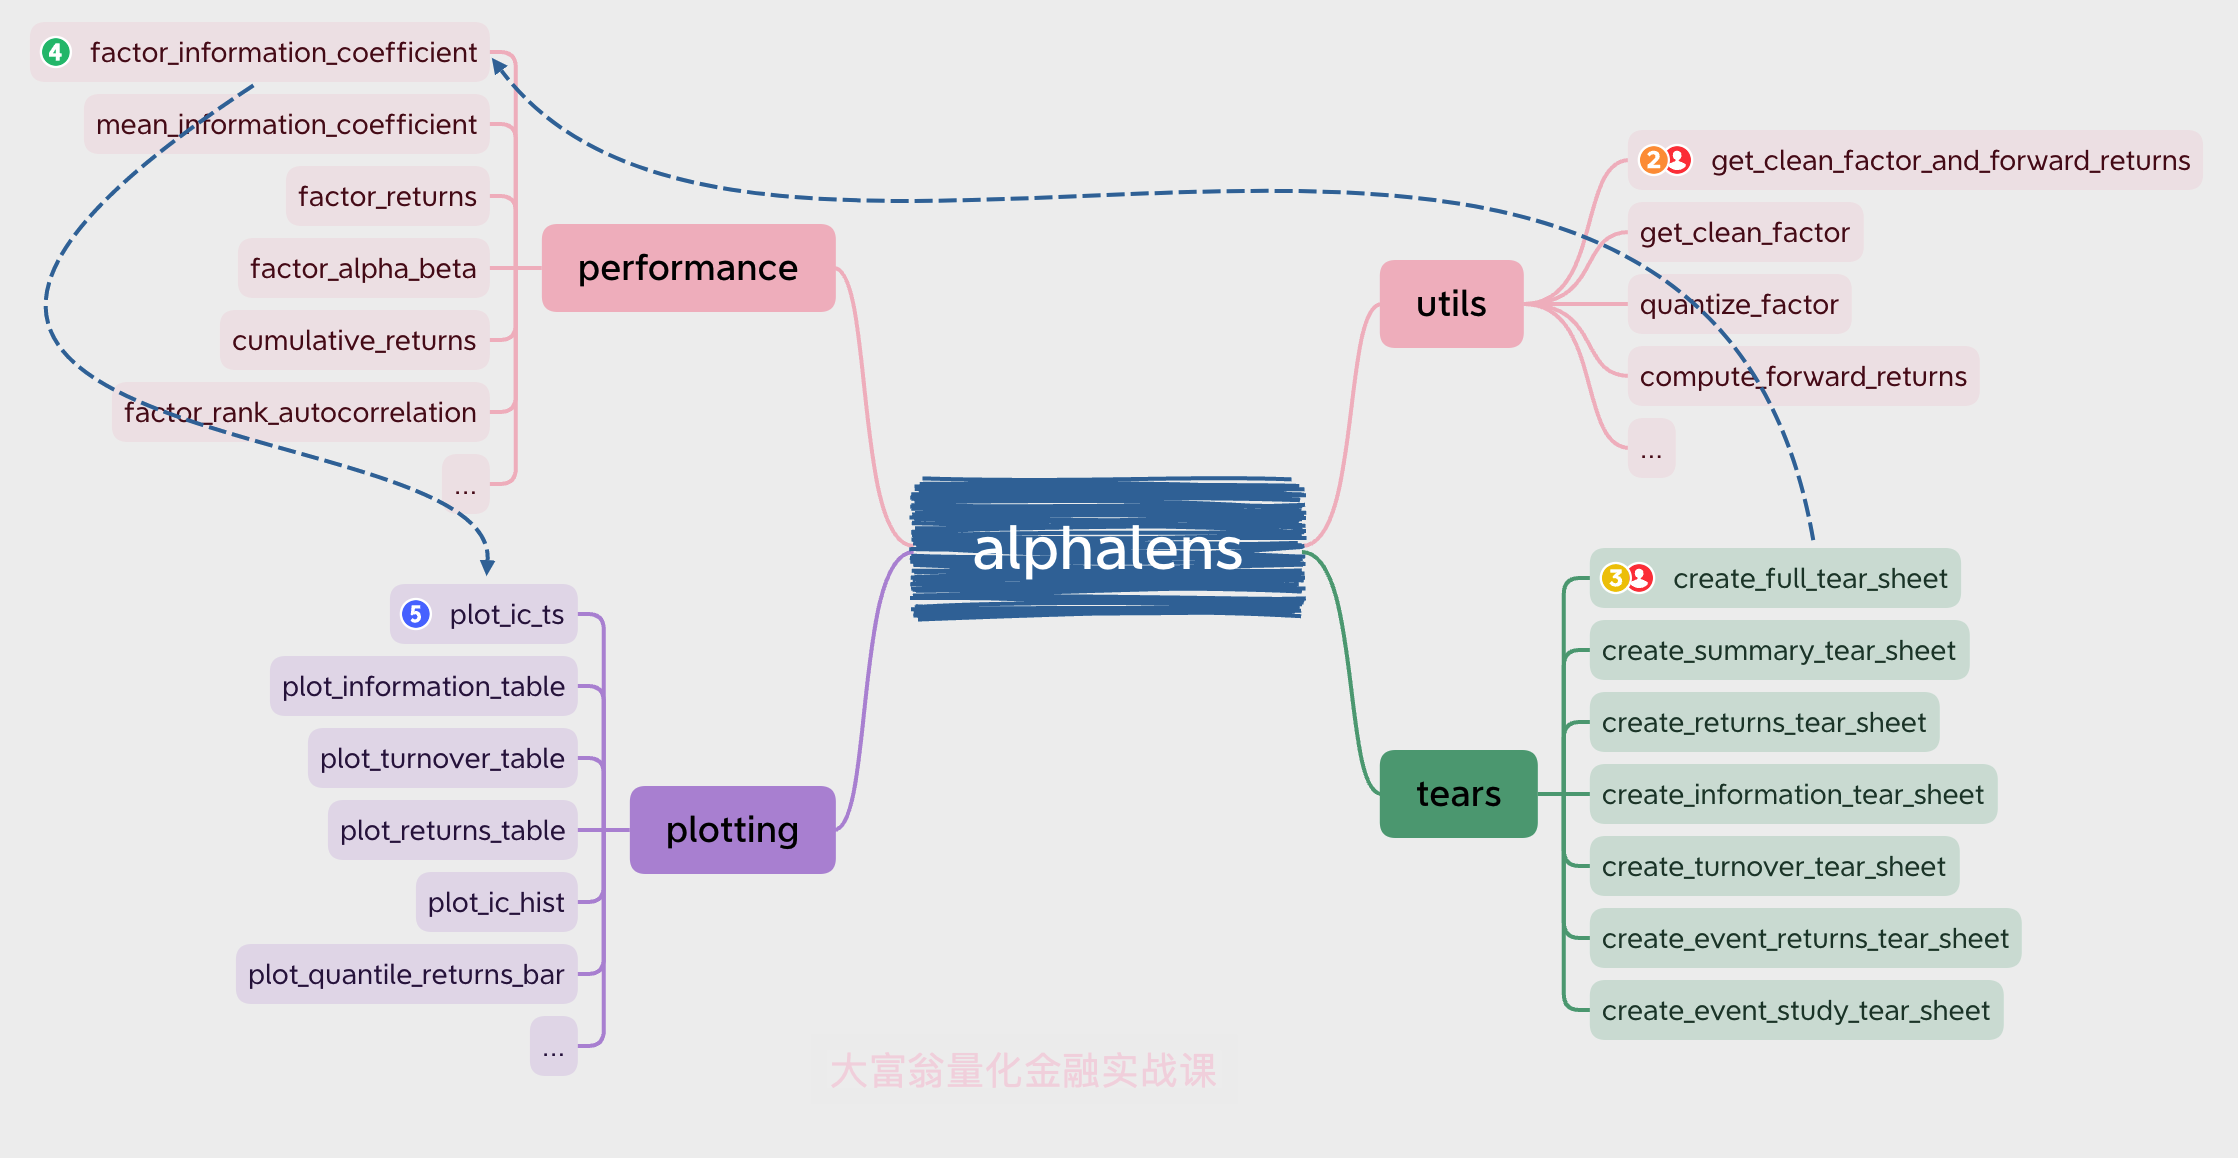 4 factor_information_coefficient
mean_information_coefficient
factor_returns
factor_alpha_beta
cumulative_returns
factor_rank_autocorrelation
...
performance
2 get_clean_factor_and_forward_returns
get_clean_factor
quantize_factor
compute_forward_returns
...
utils
alphalens
5 plot_ic_ts
plot_information_table
plot_turnover_table
plot_returns_table
plot_ic_hist
plot_quantile_returns_bar
...
plotting
3 create_full_tear_sheet
create_summary_tear_sheet
create_returns_tear_sheet
create_information_tear_sheet
create_turnover_tear_sheet
create_event_returns_tear_sheet
create_event_study_tear_sheet
tears
大富翁量化金融实战课